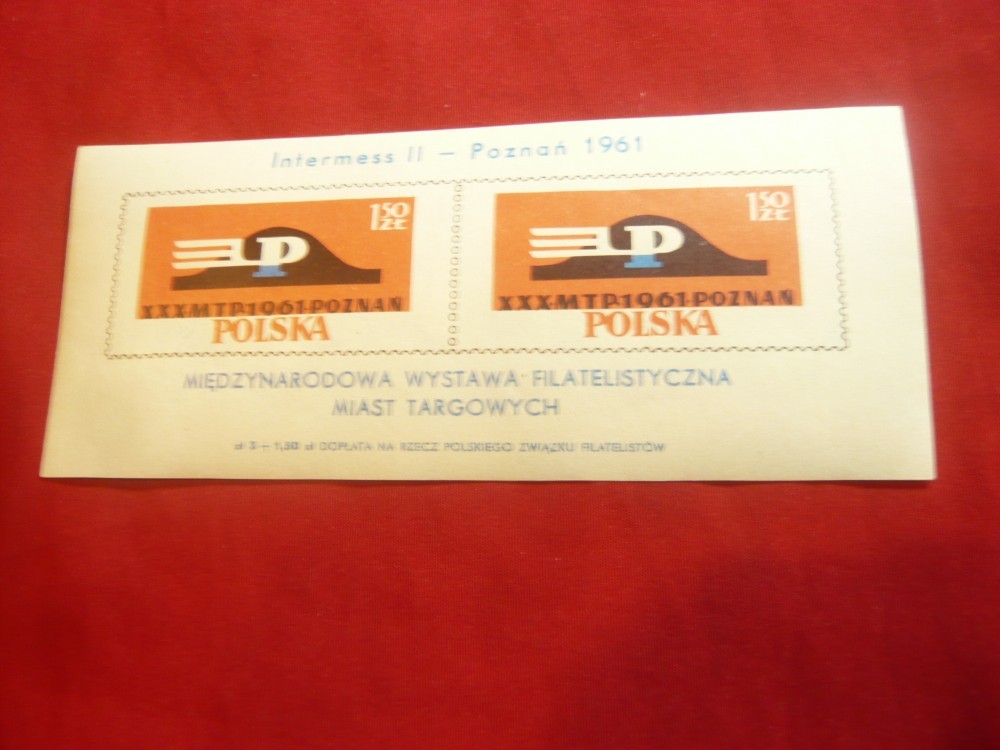 Intermess II – Poznań 1961
1 50 ZŁ
XXX·MTP·1961·POZNAŃ
POLSKA
1 50 ZŁ
XXX·MTP·1961·POZNAŃ
POLSKA
MIĘDZYNARODOWA WYSTAWA FILATELISTYCZNA
MIAST TARGOWYCH
zł 3 – 1,50 zł DOPŁATA NA RZECZ POLSKIEGO ZWIĄZKU FILATELISTÓW